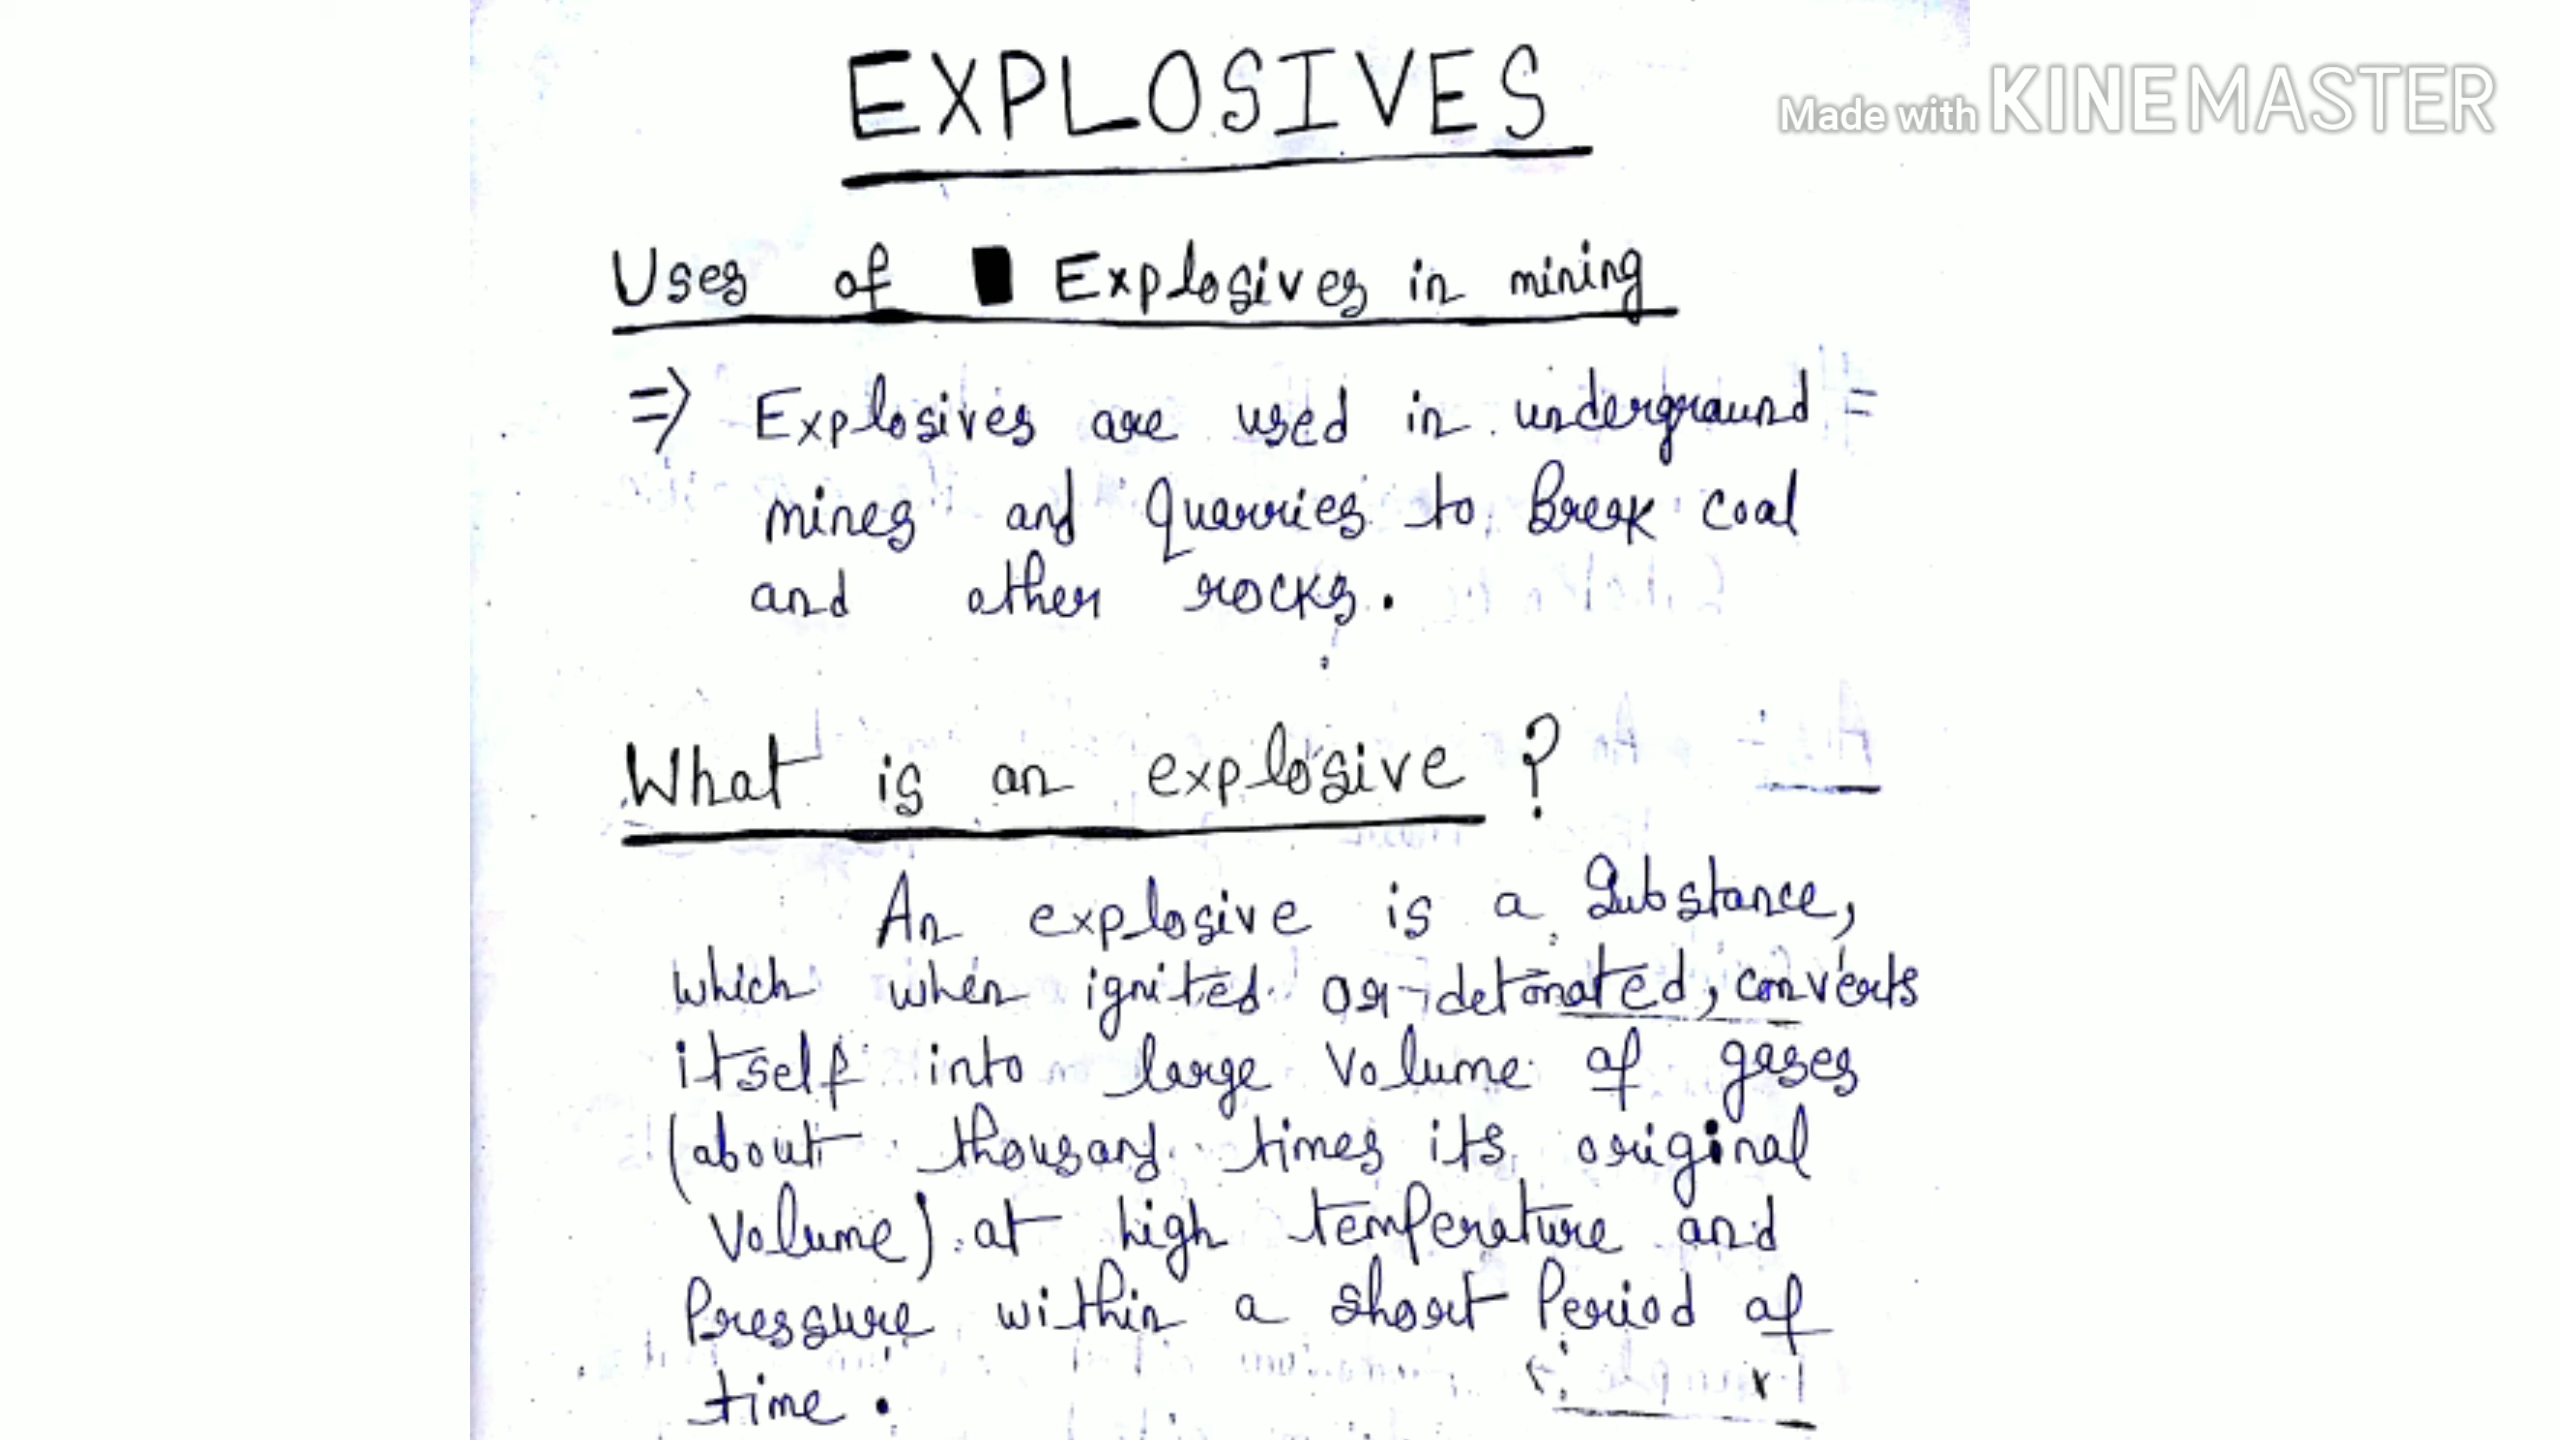 EXPLOSIVES
Made with KINEMASTER
Uses of Explosives in mining
⇒ Explosives are used in underground =
mines and Quarries to Break coal
and other rocks.
What is an explosive ?
An explosive is a Substance,
which when ignited or detonated, converts
itself into large Volume of gases
(about thousand times its original
Volume) at high temperature and
Pressure within a short Period of
time.